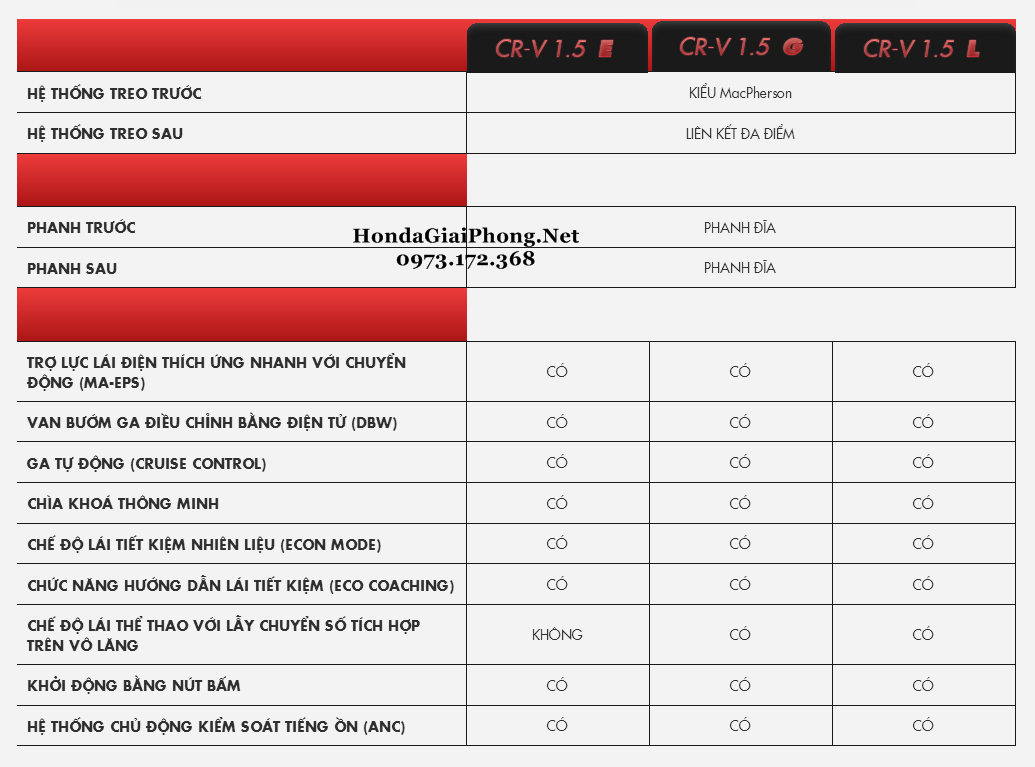 CR-V 1.5 E CR-V 1.5 G CR-V 1.5 L
HỆ THỐNG TREO TRƯỚC KIỂU MacPherson
HỆ THỐNG TREO SAU LIÊN KẾT ĐA ĐIỂM
PHANH TRƯỚC PHANH ĐĨA
HondaGiaiPhong.Net
0973.172.368
PHANH SAU PHANH ĐĨA
TRỢ LỰC LÁI ĐIỆN THÍCH ỨNG NHANH VỚI CHUYỂN
ĐỘNG (MA-EPS) CÓ CÓ CÓ
VAN BƯỚM GA ĐIỀU CHỈNH BẰNG ĐIỆN TỬ (DBW) CÓ CÓ CÓ
GA TỰ ĐỘNG (CRUISE CONTROL) CÓ CÓ CÓ
CHÌA KHOÁ THÔNG MINH CÓ CÓ CÓ
CHẾ ĐỘ LÁI TIẾT KIỆM NHIÊN LIỆU (ECON MODE) CÓ CÓ CÓ
CHỨC NĂNG HƯỚNG DẪN LÁI TIẾT KIỆM (ECO COACHING) CÓ CÓ CÓ
CHẾ ĐỘ LÁI THỂ THAO VỚI LẪY CHUYỂN SỐ TÍCH HỢP
TRÊN VÔ LĂNG KHÔNG CÓ CÓ
KHỞI ĐỘNG BẰNG NÚT BẤM CÓ CÓ CÓ
HỆ THỐNG CHỦ ĐỘNG KIỂM SOÁT TIẾNG ỒN (ANC) CÓ CÓ CÓ